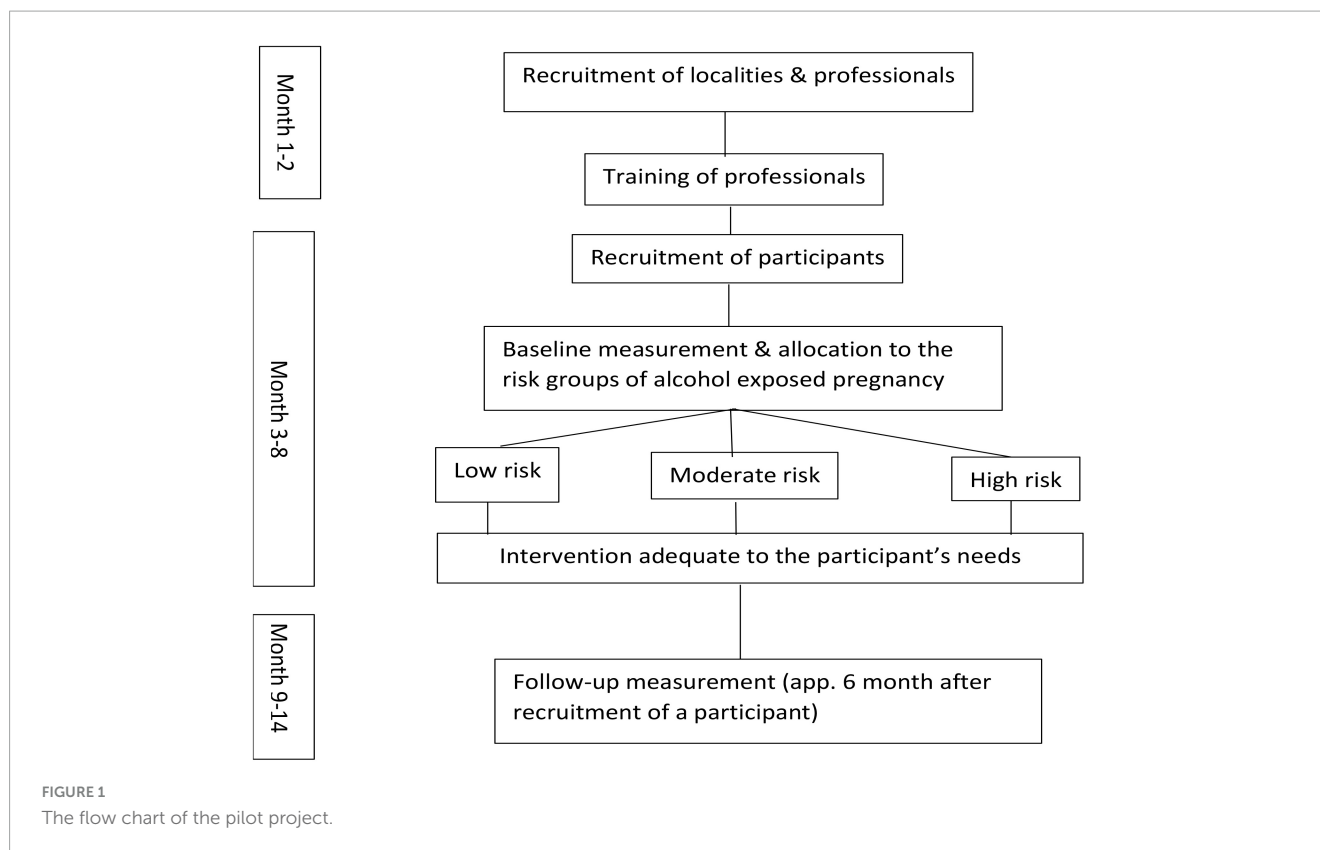 Month 1-2
Recruitment of localities & professionals
Training of professionals
Month 3-8
Recruitment of participants
Baseline measurement & allocation to the
risk groups of alcohol exposed pregnancy
Low risk
Moderate risk
High risk
Intervention adequate to the participant’s needs
Month 9-14
Follow-up measurement (app. 6 month after
recruitment of a participant)
FIGURE 1
The flow chart of the pilot project.